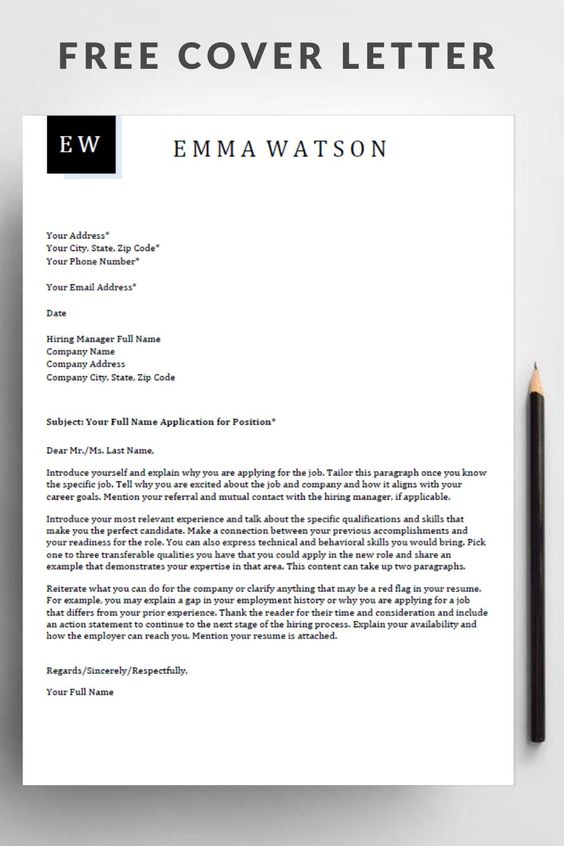 FREE COVER LETTER
EW
EMMA WATSON
Your Address*
Your City, State, Zip Code*
Your Phone Number*
Your Email Address*
Date
Hiring Manager Full Name
Company Name
Company Address
Company City, State, Zip Code
Subject: Your Full Name Application for Position*
Dear Mr./Ms. Last Name,
Introduce yourself and explain why you are applying for the job. Tailor this paragraph once you know
the specific job. Tell why you are excited about the job and company and how it aligns with your
career goals. Mention your referral and mutual contact with the hiring manager, if applicable.
Introduce your most relevant experience and talk about the specific qualifications and skills that
make you the perfect candidate. Make a connection between your previous accomplishments and
your readiness for the role. You can also express technical and behavioral skills you would bring. Pick
one to three transferable qualities you have that you could apply in the new role and share an
example that demonstrates your expertise in that area. This content can take up two paragraphs.
Reiterate what you can do for the company or clarify anything that may be a red flag in your resume.
For example, you may explain a gap in your employment history or why you are applying for a job
that differs from your prior experience. Thank the reader for their time and consideration and include
an action statement to continue to the next stage of the hiring process. Explain your availability and
how the employer can reach you. Mention your resume is attached.
Regards/Sincerely/Respectfully,
Your Full Name